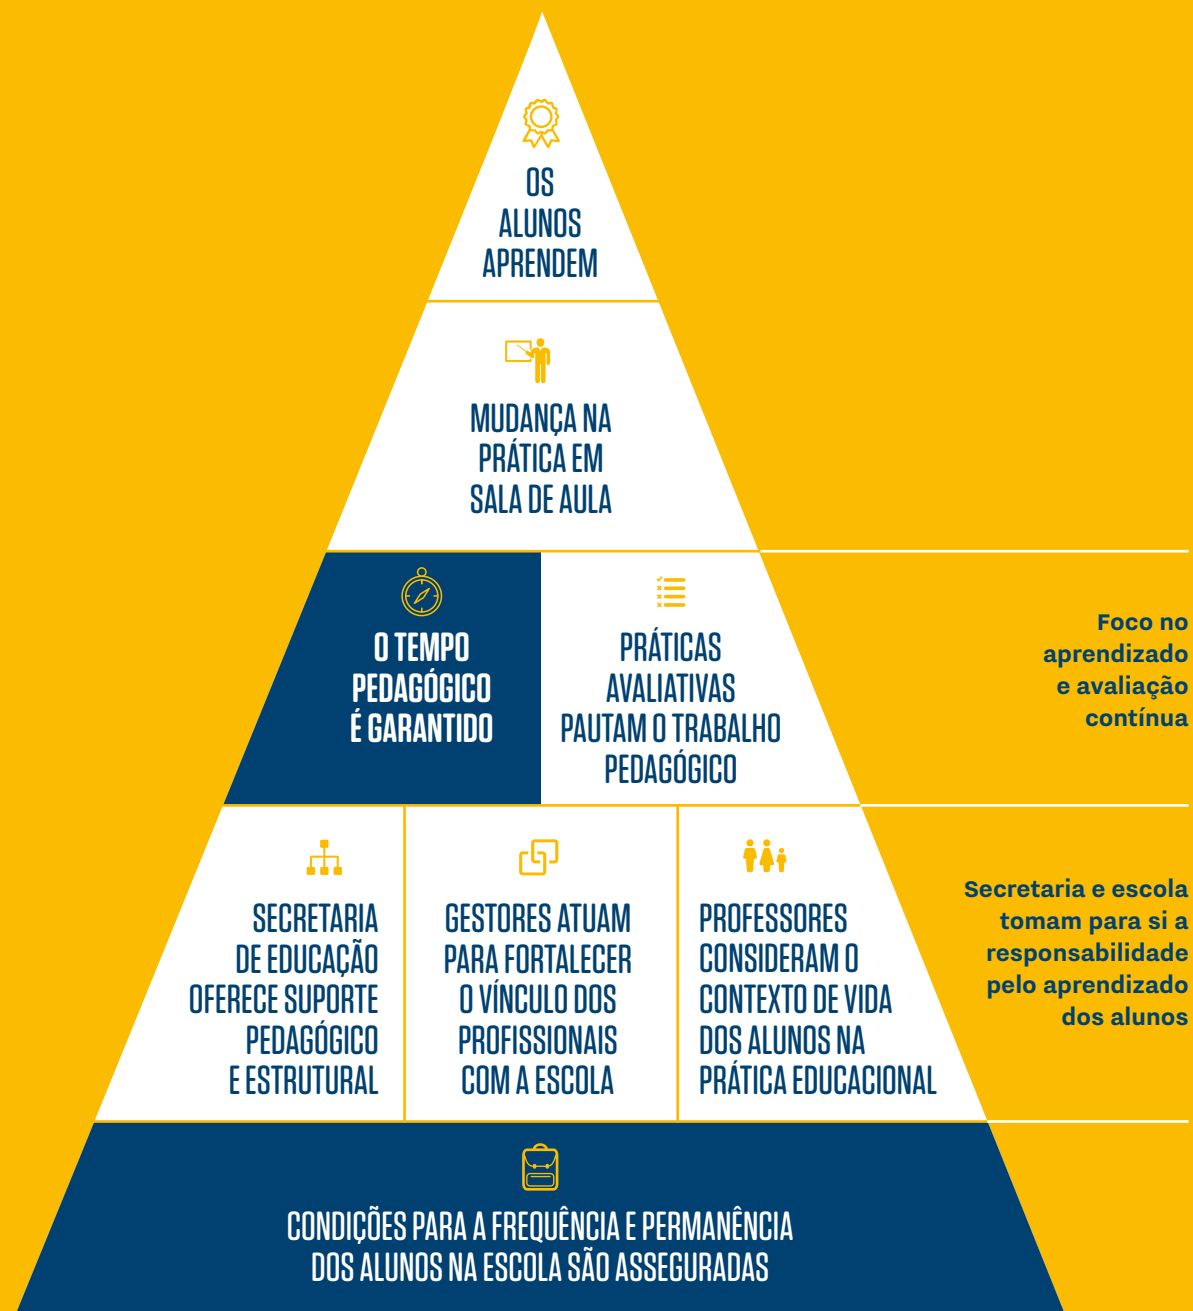 OS
ALUNOS
APRENDEM
MUDANÇA NA
PRÁTICA EM
SALA DE AULA
O TEMPO
PEDAGÓGICO
É GARANTIDO
PRÁTICAS
AVALIATIVAS
PAUTAM O TRABALHO
PEDAGÓGICO
Foco no
aprendizado
e avaliação
contínua
SECRETARIA
DE EDUCAÇÃO
OFERECE SUPORTE
PEDAGÓGICO
E ESTRUTURAL
GESTORES ATUAM
PARA FORTALECER
O VÍNCULO DOS
PROFISSIONAIS
COM A ESCOLA
PROFESSORES
CONSIDERAM O
CONTEXTO DE VIDA
DOS ALUNOS NA
PRÁTICA EDUCACIONAL
Secretaria e escola
tomam para si a
responsabilidade
pelo aprendizado
dos alunos
CONDIÇÕES PARA A FREQUÊNCIA E PERMANÊNCIA
DOS ALUNOS NA ESCOLA SÃO ASSEGURADAS